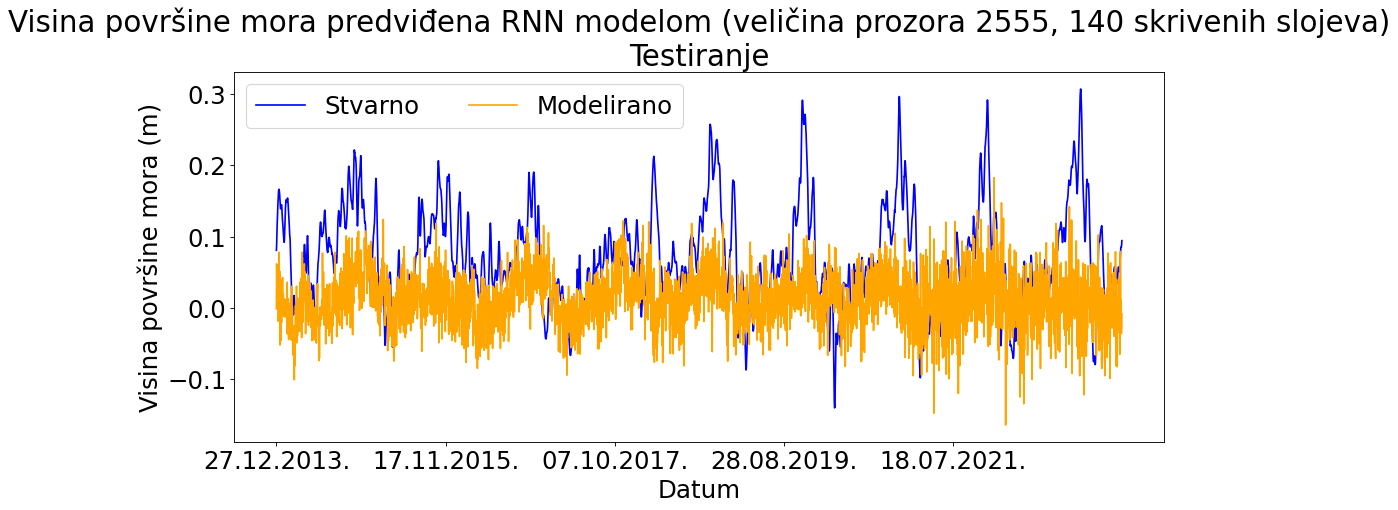 Visina površine mora predviđena RNN modelom (veličina prozora 2555, 140 skrivenih slojeva)
Testiranje
Stvarno Modelirano
Visina površine mora (m)
0.3
0.2
0.1
0.0
−0.1
27.12.2013. 17.11.2015. 07.10.2017. 28.08.2019. 18.07.2021.
Datum